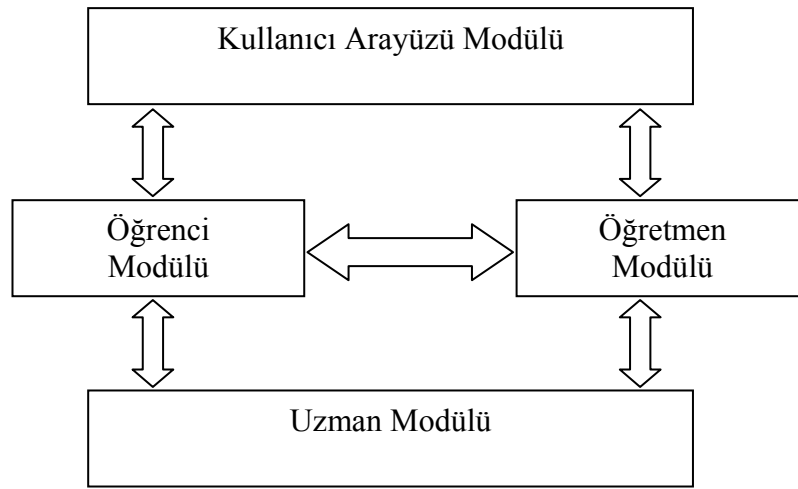 Kullanıcı Arayüzü Modülü
Öğrenci
Modülü
Öğretmen
Modülü
Uzman Modülü